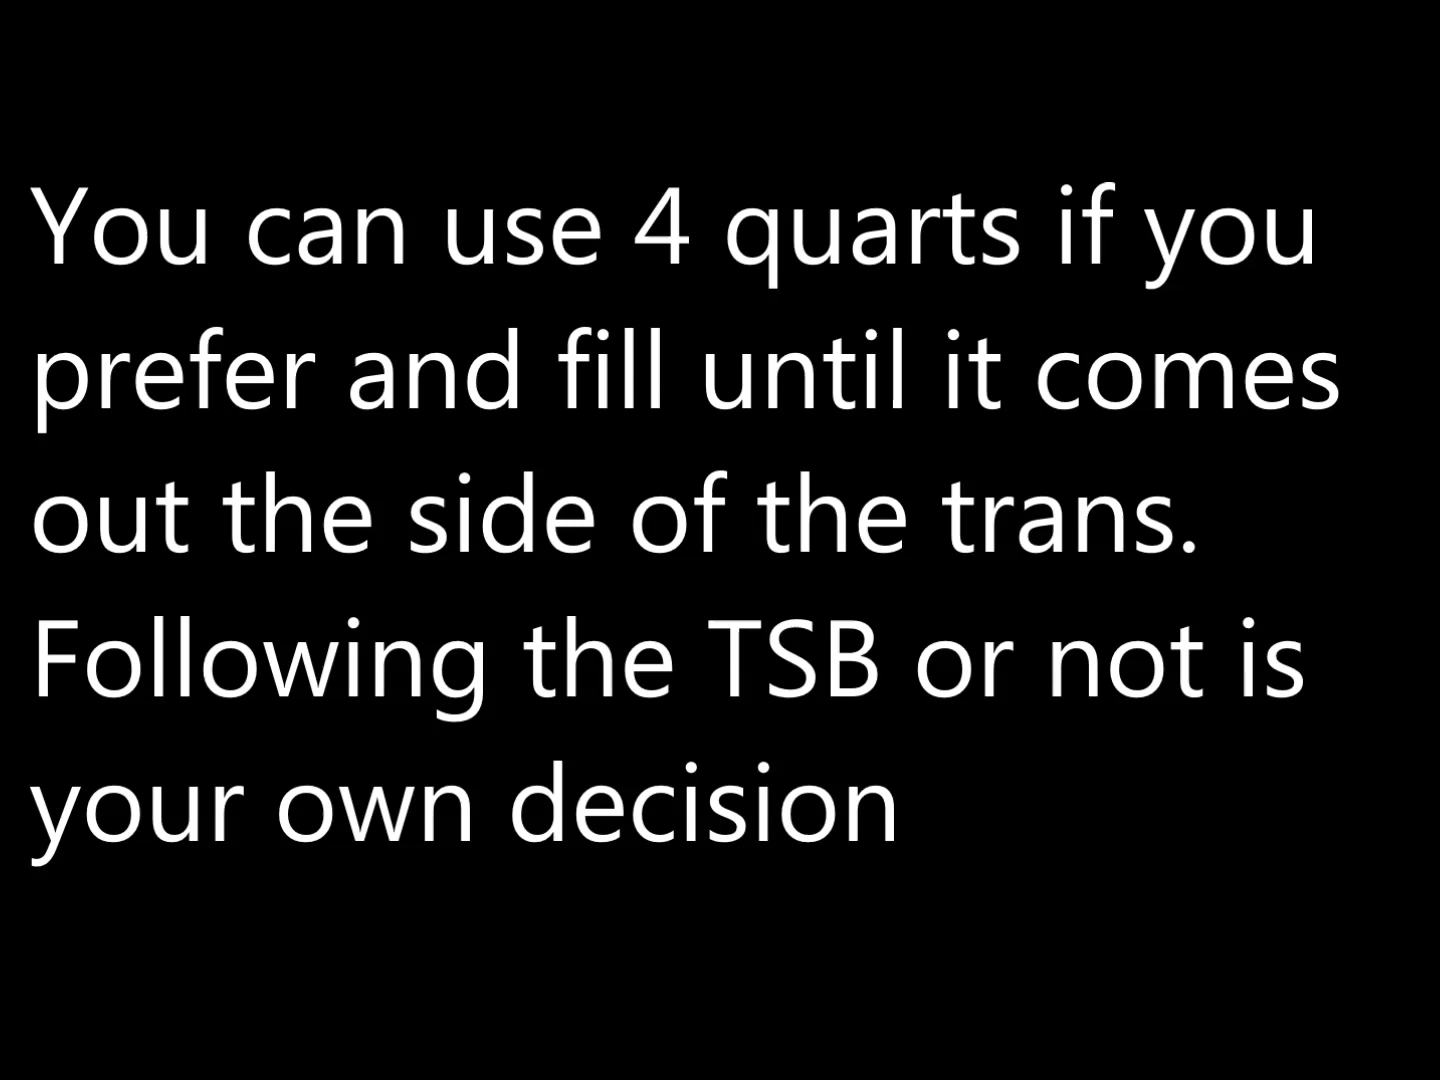 You can use 4 quarts if you
prefer and fill until it comes
out the side of the trans.
Following the TSB or not is
your own decision